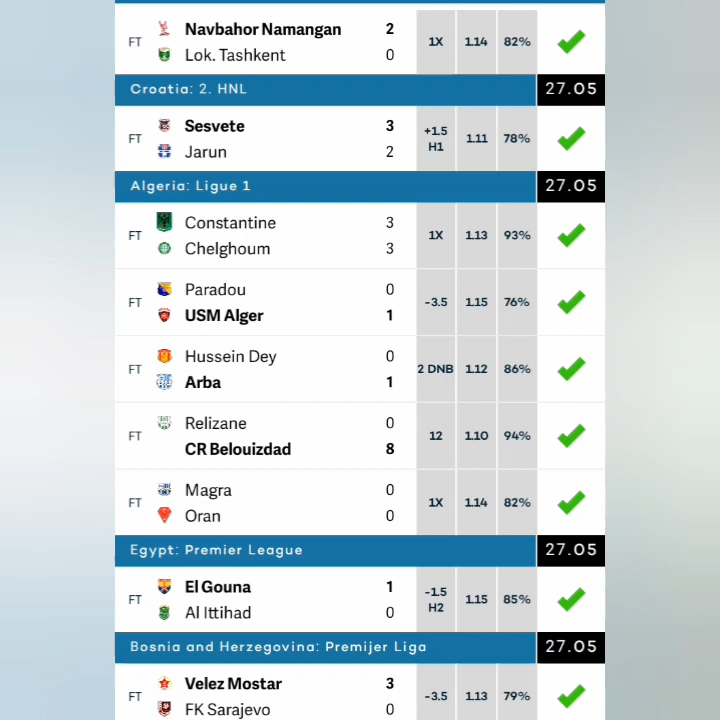 FT Navbahor Namangan 2 1X 1.14 82%
Lok. Tashkent 0
Croatia: 2. HNL 27.05
FT Sesvete 3 +1.5 H1 1.11 78%
Jarun 2
Algeria: Ligue 1 27.05
FT Constantine 3 1X 1.13 93%
Chelghoum 3
FT Paradou 0 -3.5 1.15 76%
USM Alger 1
FT Hussein Dey 0 2 DNB 1.12 86%
Arba 1
FT Relizane 0 12 1.10 94%
CR Belouizdad 8
FT Magra 0 1X 1.14 82%
Oran 0
Egypt: Premier League 27.05
FT El Gouna 1 -1.5 H2 1.15 85%
Al Ittihad 0
Bosnia and Herzegovina: Premijer Liga 27.05
FT Velez Mostar 3 -3.5 1.13 79%
FK Sarajevo 0